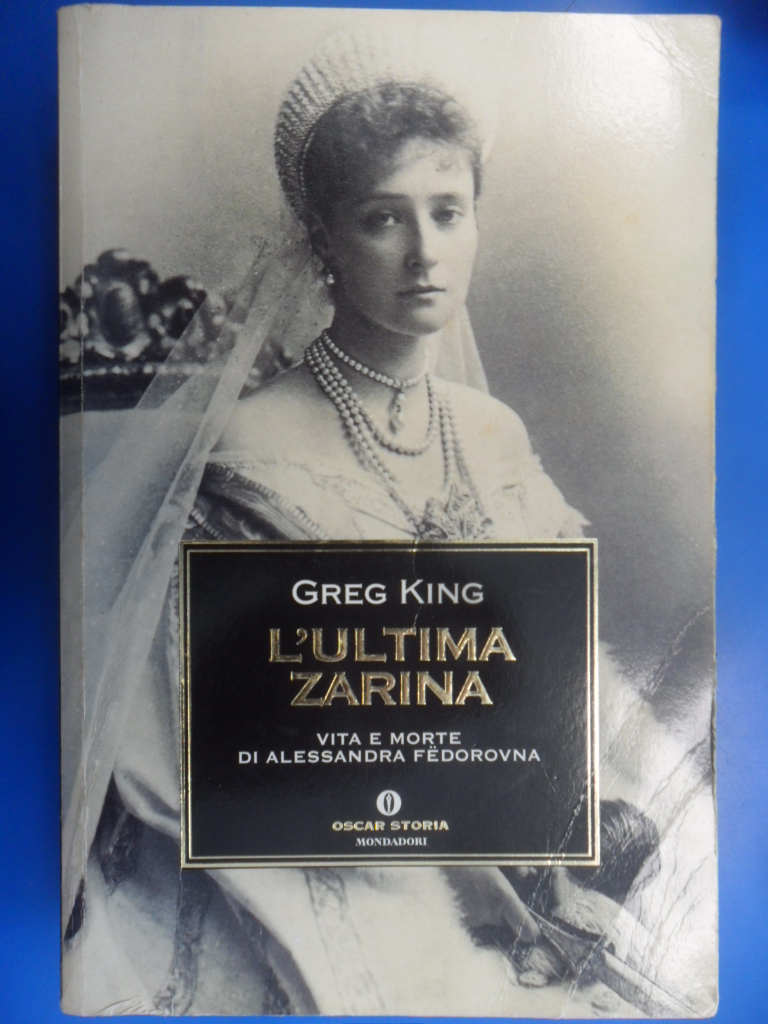 GREG KING
L'ULTIMA
ZARINA
VITA E MORTE
DI ALESSANDRA FËDOROVNA
OSCAR STORIA
MONDADORI